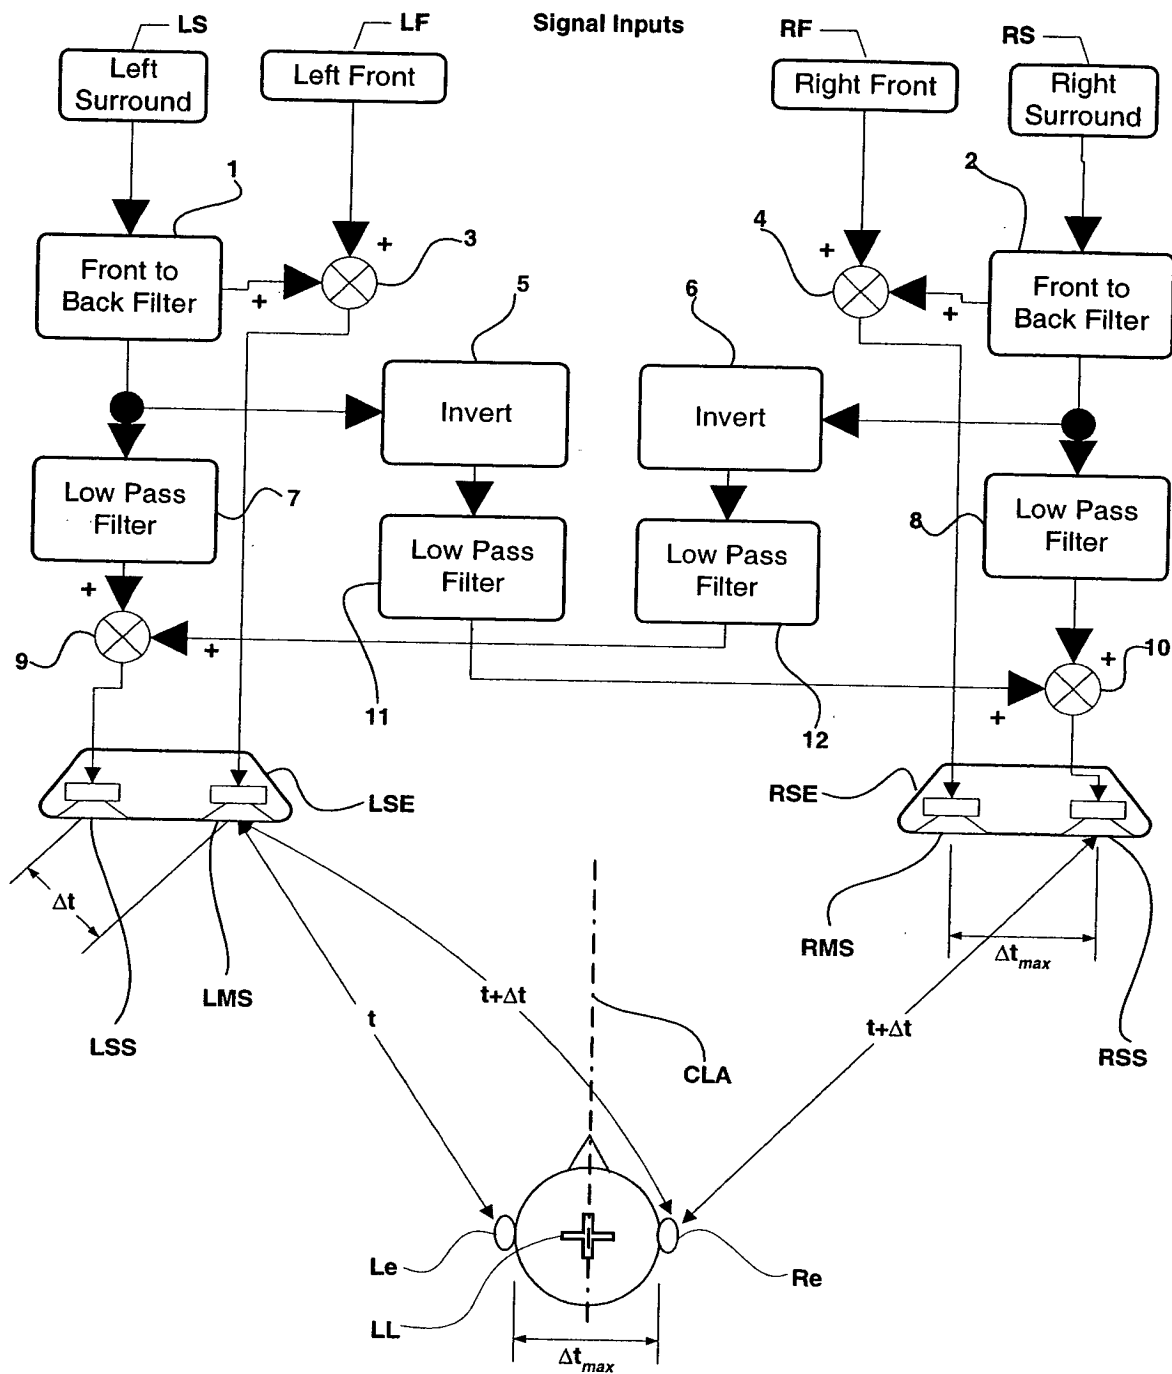 LS
LF
Signal Inputs
RF
RS
Left
Surround
Left Front
Right Front
Right
Surround
1
2
3
4
+
+
+
+
Front to
Back Filter
Front to
Back Filter
5
6
Invert
Invert
Low Pass
Filter
7
Low Pass
Filter
Low Pass
Filter
8
Low Pass
Filter
+
9
+
11
12
+
+
10
LSE
RSE
Δt
LSS
LMS
t
t+Δt
CLA
RMS
Δtmax
t+Δt
RSS
Le
LL
Re
Δtmax